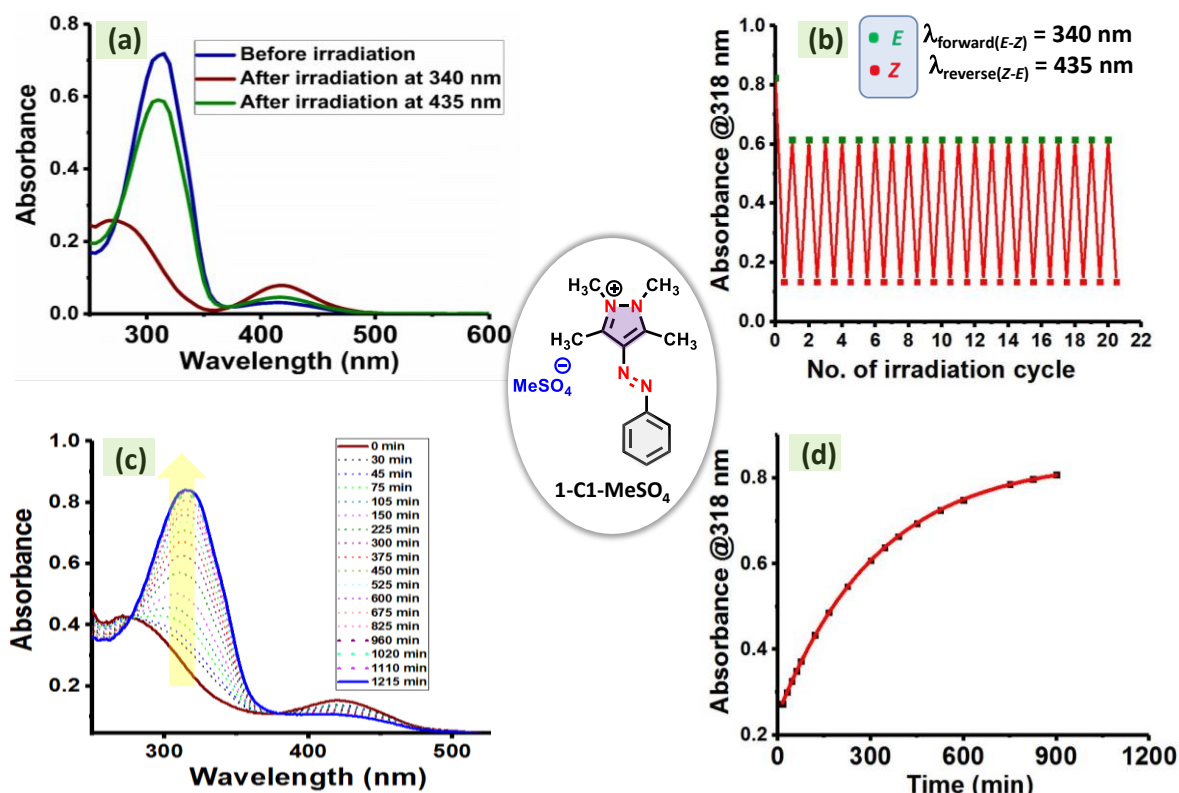 (a)
Before irradiation
After irradiation at 340 nm
After irradiation at 435 nm
Absorbance
0.8
0.6
0.4
0.2
0.0
300 400 500 600
Wavelength (nm)
(b)
E λforward(E-Z) = 340 nm
Z λreverse(Z-E) = 435 nm
Absorbance @318 nm
1.0
0.8
0.6
0.4
0.2
0.0
0 2 4 6 8 10 12 14 16 18 20 22
No. of irradiation cycle
H₃C + CH₃
N N
H₃C CH₃
N
N
⊖
MeSO₄
1-C1-MeSO₄
(c)
0 min
30 min
45 min
75 min
105 min
150 min
225 min
300 min
375 min
450 min
525 min
600 min
675 min
825 min
960 min
1020 min
1110 min
1215 min
Absorbance
1.0
0.8
0.6
0.4
0.2
300 400 500
Wavelength (nm)
(d)
Absorbance @318 nm
0.8
0.6
0.4
0.2
0 300 600 900 1200
Time (min)